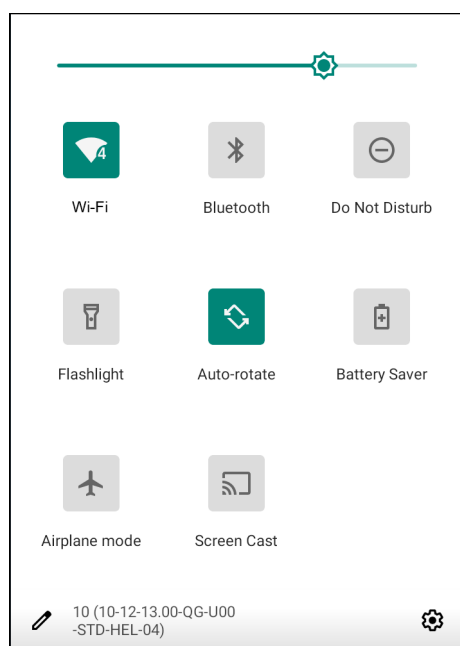 4
Wi-Fi
Bluetooth
Do Not Disturb
Flashlight
Auto-rotate
Battery Saver
Airplane mode
Screen Cast
10 (10-12-13.00-QG-U00
-STD-HEL-04)